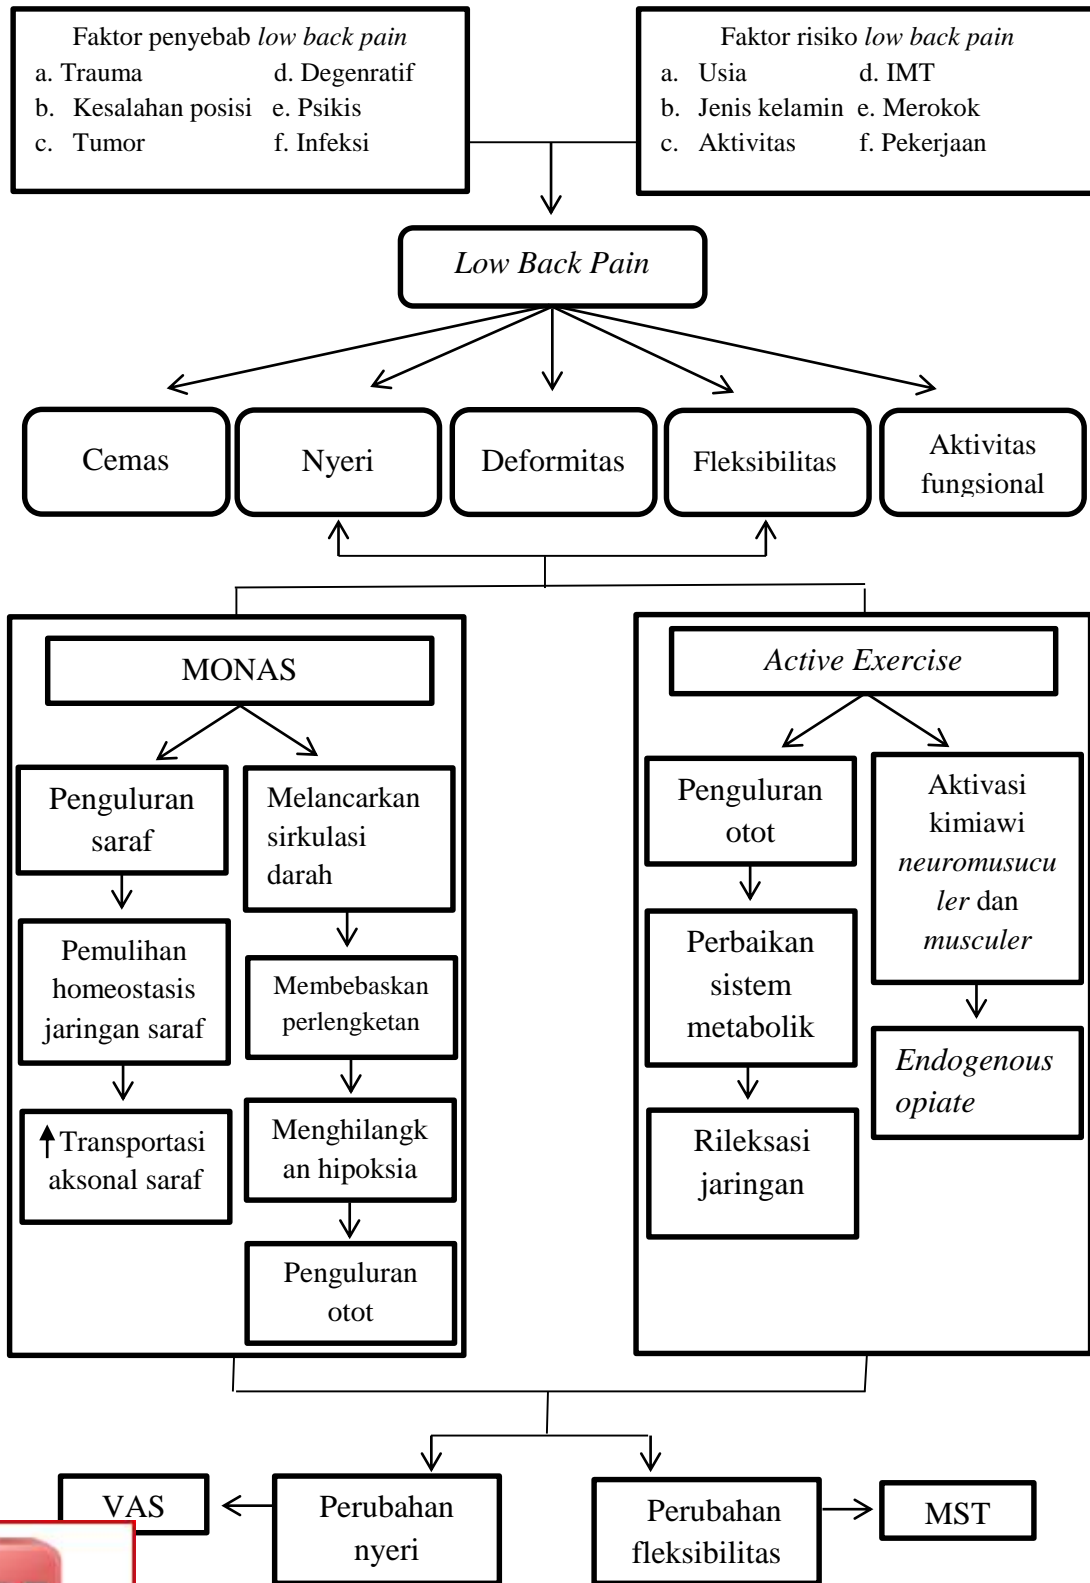 Faktor penyebab low back pain
a. Trauma d. Degenratif
b. Kesalahan posisi e. Psikis
c. Tumor f. Infeksi
Faktor risiko low back pain
a. Usia d. IMT
b. Jenis kelamin e. Merokok
c. Aktivitas f. Pekerjaan
Low Back Pain
Cemas
Nyeri
Deformitas
Fleksibilitas
Aktivitas
fungsional
MONAS
Penguluran
saraf
Pemulihan
homeostasis
jaringan saraf
Transportasi
aksonal saraf
Melancarkan
sirkulasi
darah
Membebaskan
perlengketan
Menghilangk
an hipoksia
Penguluran
otot
Active Exercise
Penguluran
otot
Perbaikan
sistem
metabolik
Rileksasi
jaringan
Aktivasi
kimiawi
neuromusucu
ler dan
musculer
Endogenous
opiate
VAS
Perubahan
nyeri
Perubahan
fleksibilitas
MST